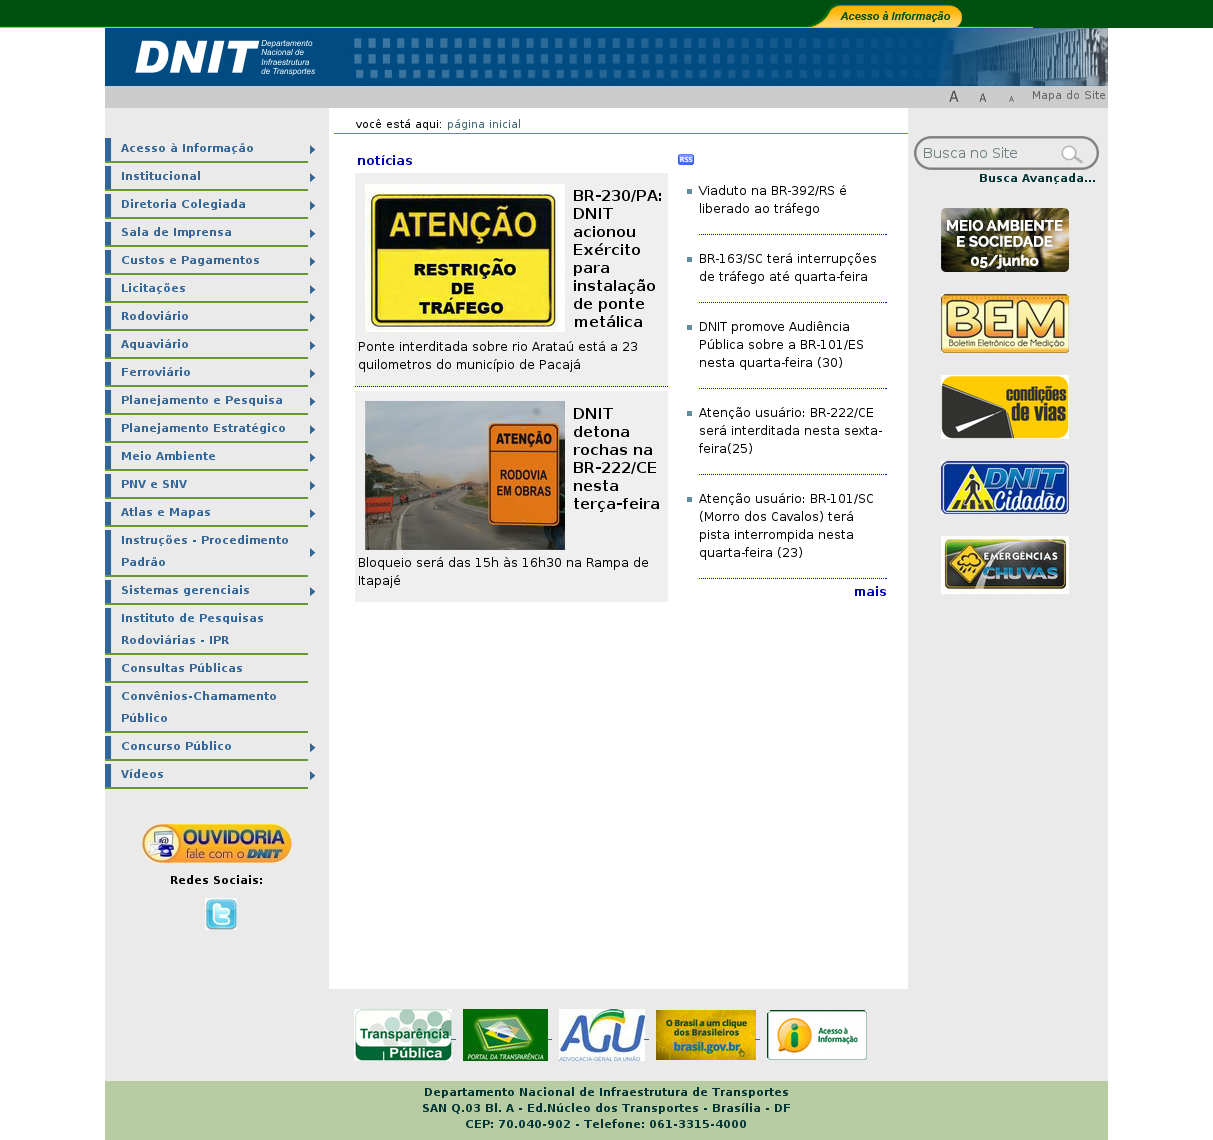 Acesso à Informação
DNIT Departamento
Nacional de
Infraestrutura
de Transportes
A A A Mapa do Site
você está aqui: página inicial
Acesso à Informação
Institucional
Diretoria Colegiada
Sala de Imprensa
Custos e Pagamentos
Licitações
Rodoviário
Aquaviário
Ferroviário
Planejamento e Pesquisa
Planejamento Estratégico
Meio Ambiente
PNV e SNV
Atlas e Mapas
Instruções - Procedimento
Padrão
Sistemas gerenciais
Instituto de Pesquisas
Rodoviárias - IPR
Consultas Públicas
Convênios-Chamamento
Público
Concurso Público
Vídeos
OUVIDORIA
fale com o DNIT
Redes Sociais:
notícias
ATENÇÃO
RESTRIÇÃO
DE
TRÁFEGO
BR-230/PA:
DNIT
acionou
Exército
para
instalação
de ponte
metálica
Ponte interditada sobre rio Arataú está a 23
quilometros do município de Pacajá
ATENÇÃO
RODOVIA
EM OBRAS
CUIDADO
DNIT
detona
rochas na
BR-222/CE
nesta
terça-feira
Bloqueio será das 15h às 16h30 na Rampa de
Itapajé
RSS
Viaduto na BR-392/RS é
liberado ao tráfego
BR-163/SC terá interrupções
de tráfego até quarta-feira
DNIT promove Audiência
Pública sobre a BR-101/ES
nesta quarta-feira (30)
Atenção usuário: BR-222/CE
será interditada nesta sexta-
feira(25)
Atenção usuário: BR-101/SC
(Morro dos Cavalos) terá
pista interrompida nesta
quarta-feira (23)
mais
Busca no Site
Busca Avançada...
MEIO AMBIENTE
E SOCIEDADE
05/junho
BEM
Boletim Eletrônico de Medição
condições
de vias
DNIT
Cidadão
EMERGÊNCIAS
CHUVAS
Transparência
Pública
PORTAL DA TRANSPARÊNCIA
AGU
ADVOCACIA-GERAL DA UNIÃO
O Brasil a um clique
dos Brasileiros
brasil.gov.br
Acesso à
Informação
Departamento Nacional de Infraestrutura de Transportes
SAN Q.03 Bl. A - Ed.Núcleo dos Transportes - Brasília - DF
CEP: 70.040-902 - Telefone: 061-3315-4000